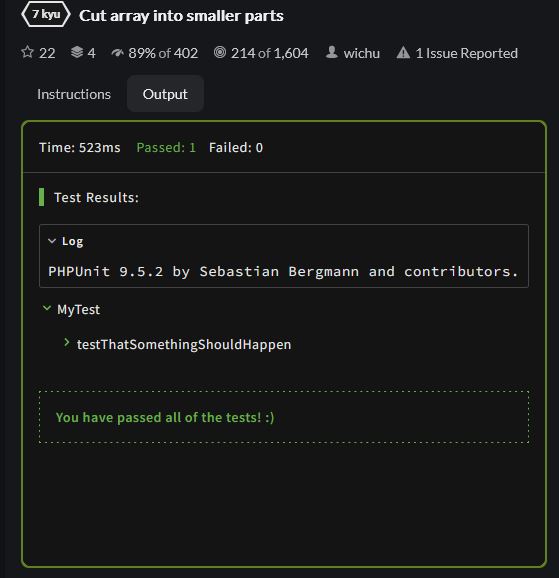 7 kyu Cut array into smaller parts
22 4 89% of 402 214 of 1,604 wichu 1 Issue Reported
Instructions Output
Time: 523ms Passed: 1 Failed: 0
Test Results:
Log
PHPUnit 9.5.2 by Sebastian Bergmann and contributors.
MyTest
testThatSomethingShouldHappen
You have passed all of the tests! :)